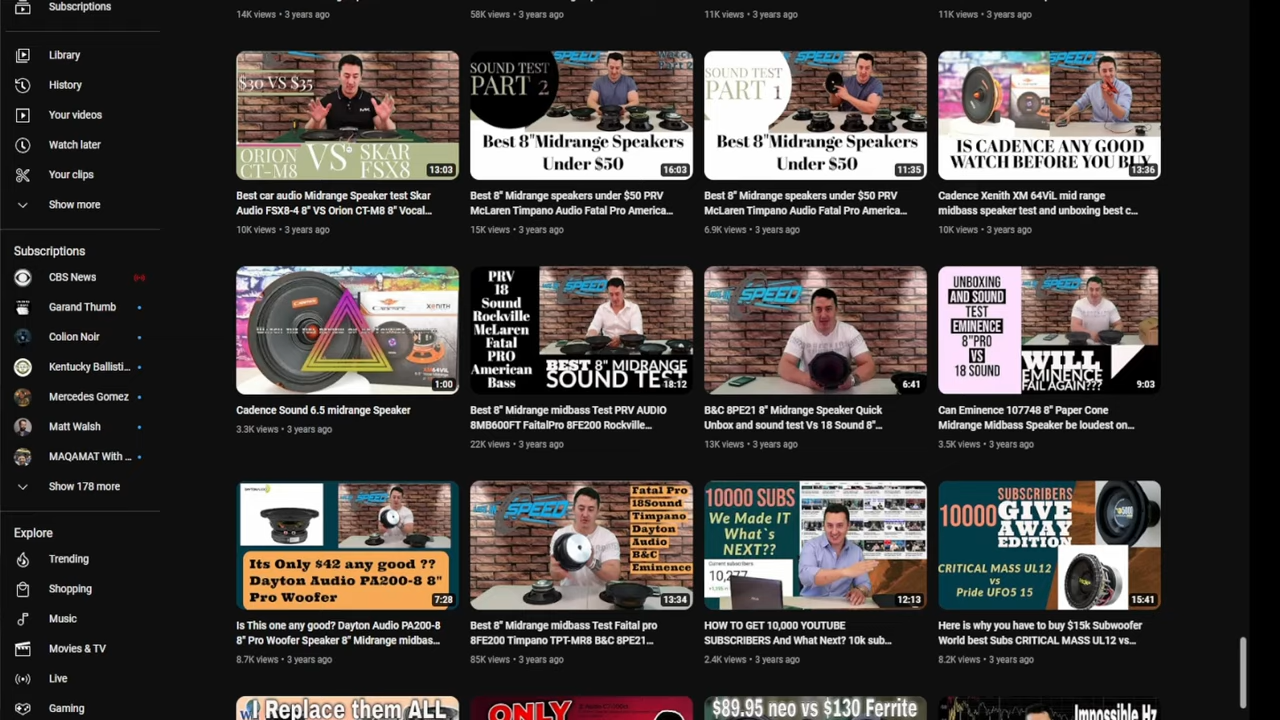 Subscriptions
Library
History
Your videos
Watch later
Your clips
Show more
Subscriptions
CBS News
Garand Thumb
Colion Noir
Kentucky Ballisti...
Mercedes Gomez
Matt Walsh
MAQAMAT With ...
Show 178 more
Explore
Trending
Shopping
Music
Movies & TV
Live
Gaming
14K views • 3 years ago
58K views • 3 years ago
11K views • 3 years ago
11K views • 3 years ago
$30 VS $35
ORION
CT-M8
VS
SKAR
FSX8
13:03
Best car audio Midrange Speaker test Skar
Audio FSX8-4 8" VS Orion CT-M8 8" Vocal...
10K views • 3 years ago
SOUND TEST
PART 2
SPEED
Best 8"Midrange Speakers
Under $50
16:03
Best 8" Midrange speakers under $50 PRV
McLaren Timpano Audio Fatal Pro America...
15K views • 3 years ago
SOUND TEST
PART 1
SPEED
Best 8"Midrange Speakers
Under $50
11:35
Best 8" Midrange speakers under $50 PRV
McLaren Timpano Audio Fatal Pro America...
6.9K views • 3 years ago
SPEED
IS CADENCE ANY GOOD
WATCH BEFORE YOU BUY
13:36
Cadence Xenith XM 64ViL mid range
midbass speaker test and unboxing best c...
10K views • 3 years ago
XENITH
1:00
Cadence Sound 6.5 midrange Speaker
3.3K views • 3 years ago
PRV
18
Sound
Rockville
McLaren
Fatal
PRO
American
Bass
SPEED
BEST 8" MIDRANGE
SOUND TEST
18:12
Best 8" Midrange midbass Test PRV AUDIO
8MB600FT FaitalPro 8FE200 Rockville...
22K views • 3 years ago
SPEED
6:41
B&C 8PE21 8" Midrange Speaker Quick
Unbox and sound test Vs 18 Sound 8"...
13K views • 3 years ago
UNBOXING
AND SOUND
TEST
EMINENCE
8"PRO
VS
18 SOUND
SPEED
WILL
EMINENCE
FAIL AGAIN???
9:03
Can Eminence 107748 8" Paper Cone
Midrange Midbass Speaker be loudest on...
3.5K views • 3 years ago
SPEED
Its Only $42 any good ??
Dayton Audio PA200-8 8"
Pro Woofer
7:28
Is This one any good? Dayton Audio PA200-8
8" Pro Woofer Speaker 8" Midrange midbas...
8.7K views • 3 years ago
SPEED
Fatal Pro
18Sound
Timpano
Dayton
Audio
B&C
Eminence
13:34
Best 8" Midrange midbass Test Faital pro
8FE200 Timpano TPT-MR8 B&C 8PE21...
85K views • 3 years ago
10000 SUBS
We Made IT
What`s
NEXT??
Current subscribers
10,277
12:13
HOW TO GET 10,000 YOUTUBE
SUBSCRIBERS And What Next? 10k sub...
2.4K views • 3 years ago
SUBSCRIBERS
10000 GIVE
AWAY
EDITION
CRITICAL MASS UL12
vs
Pride UFO5 15
15:41
Here is why you have to buy $15k Subwoofer
World best Subs CRITICAL MASS UL12 vs...
8.2K views • 3 years ago
I Replace them ALL
ONLY
$89.95 neo vs $130 Ferrite
Impossible Hz